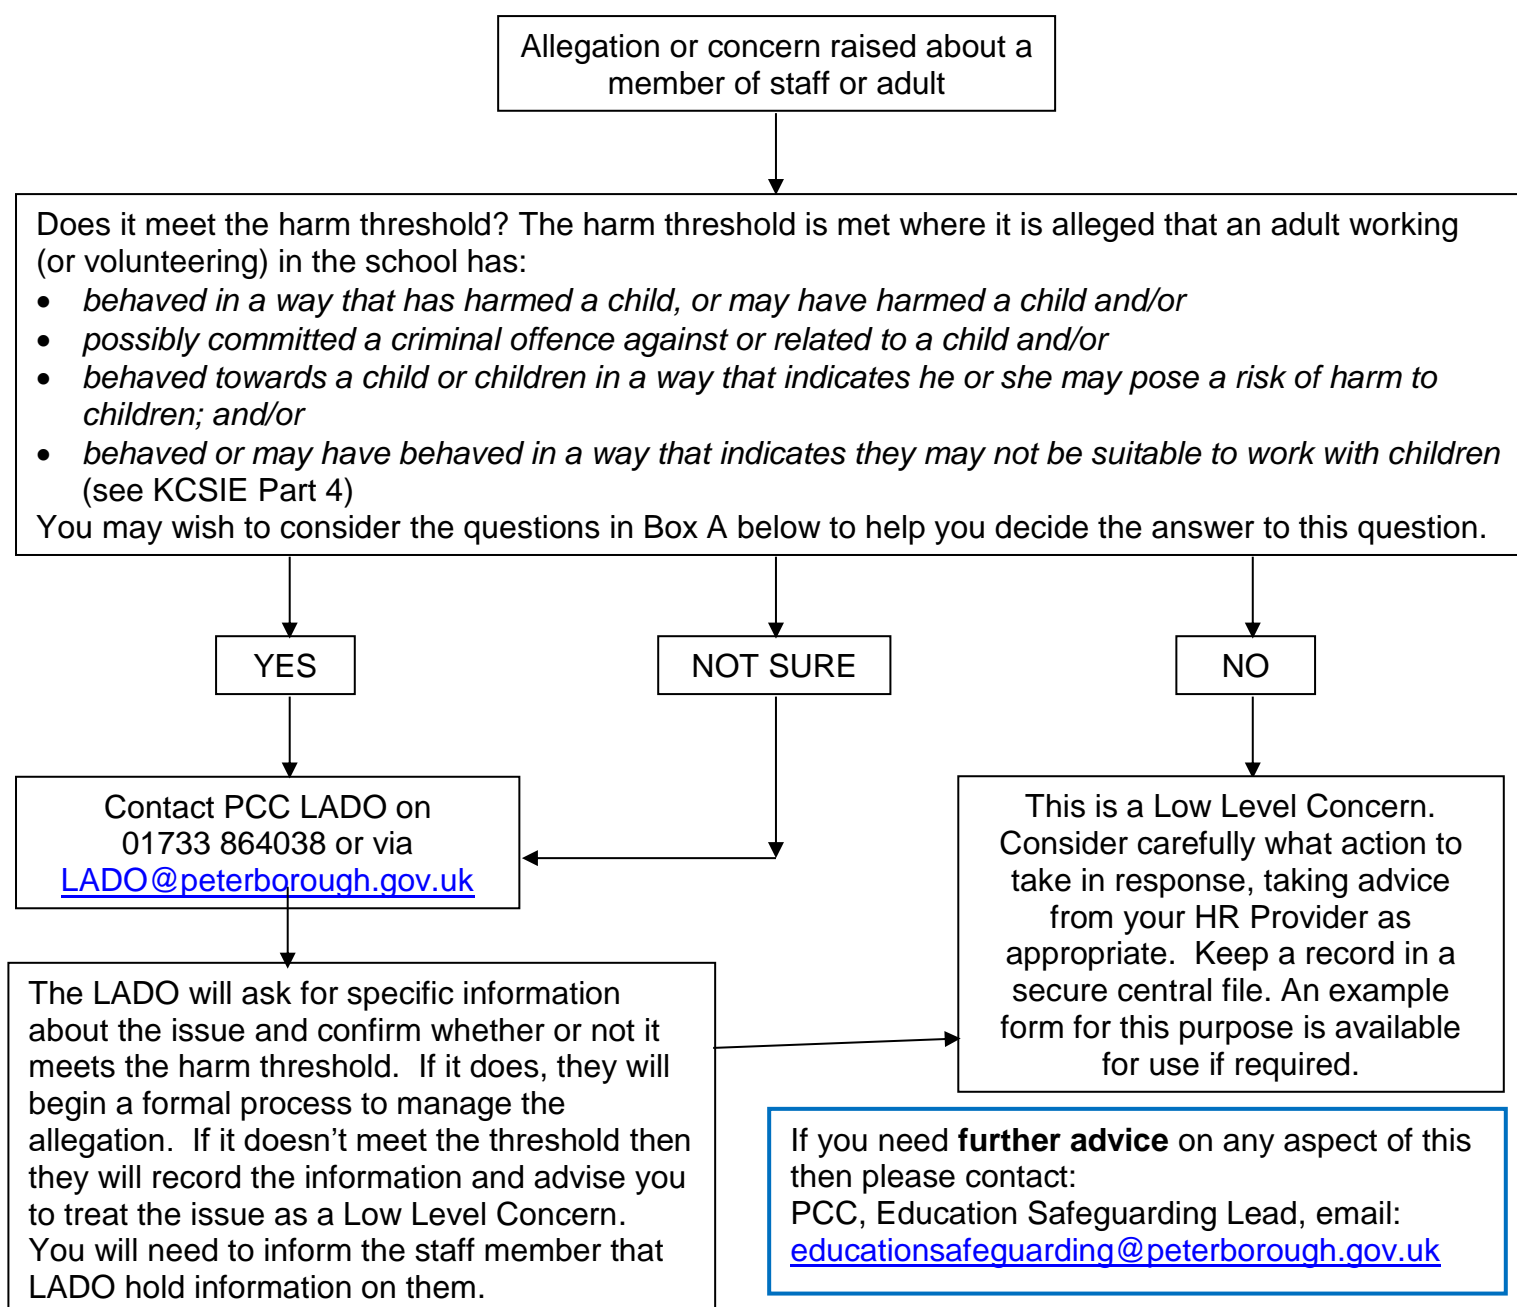 Allegation or concern raised about a
member of staff or adult
Does it meet the harm threshold? The harm threshold is met where it is alleged that an adult working
(or volunteering) in the school has:
• behaved in a way that has harmed a child, or may have harmed a child and/or
• possibly committed a criminal offence against or related to a child and/or
• behaved towards a child or children in a way that indicates he or she may pose a risk of harm to
children; and/or
• behaved or may have behaved in a way that indicates they may not be suitable to work with children
(see KCSIE Part 4)
You may wish to consider the questions in Box A below to help you decide the answer to this question.
YES
NOT SURE
NO
Contact PCC LADO on
01733 864038 or via
LADO@peterborough.gov.uk
This is a Low Level Concern.
Consider carefully what action to
take in response, taking advice
from your HR Provider as
appropriate.  Keep a record in a
secure central file. An example
form for this purpose is available
for use if required.
The LADO will ask for specific information
about the issue and confirm whether or not it
meets the harm threshold.  If it does, they will
begin a formal process to manage the
allegation.  If it doesn’t meet the threshold then
they will record the information and advise you
to treat the issue as a Low Level Concern.
You will need to inform the staff member that
LADO hold information on them.
If you need further advice on any aspect of this
then please contact:
PCC, Education Safeguarding Lead, email:
educationsafeguarding@peterborough.gov.uk